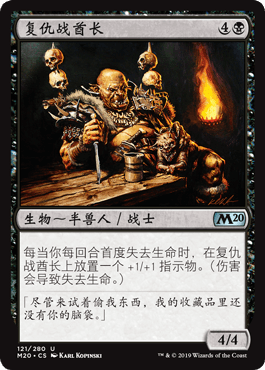 复仇战酋长 4
生物～半兽人／战士 M20
每当你每回合首度失去生命时，在复仇
战酋长上放置一个 +1/+1 指示物。（伤害
会导致失去生命。）
「尽管来试着偷我东西，我的收藏品里还
没有你的脑袋。」
4/4
121/280 U
M20 • CS KARL KOPINSKI ™ & © 2019 Wizards of the Coast